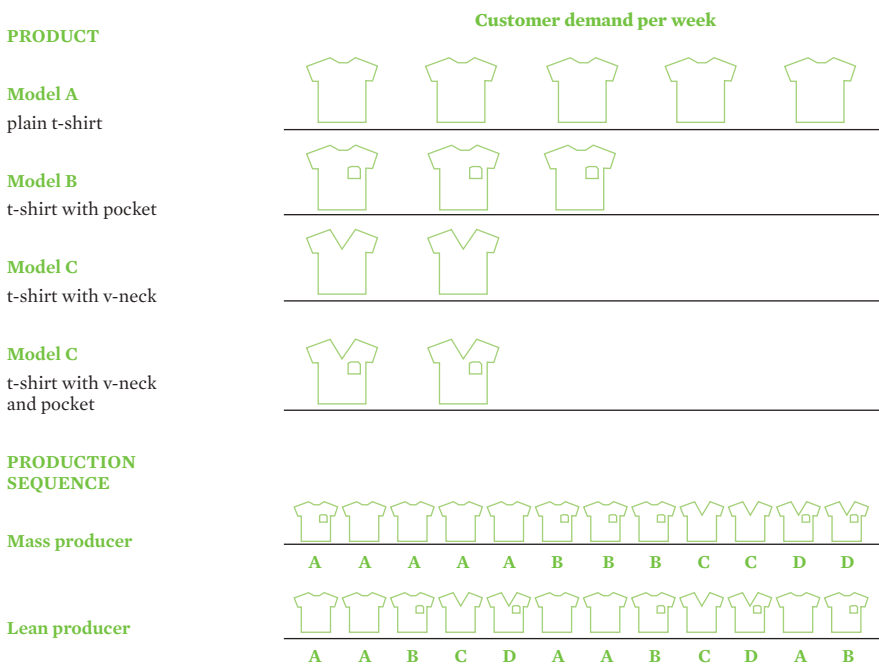 Customer demand per week
PRODUCT
Model A
plain t-shirt
Model B
t-shirt with pocket
Model C
t-shirt with v-neck
Model C
t-shirt with v-neck
and pocket
PRODUCTION
SEQUENCE
Mass producer
A A A A A B B B C C D D
Lean producer
A A B C D A A B C D A B